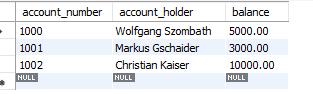 account_number account_holder balance
1000 Wolfgang Szombath 5000.00
1001 Markus Gschaider 3000.00
1002 Christian Kaiser 10000.00
NULL NULL NULL